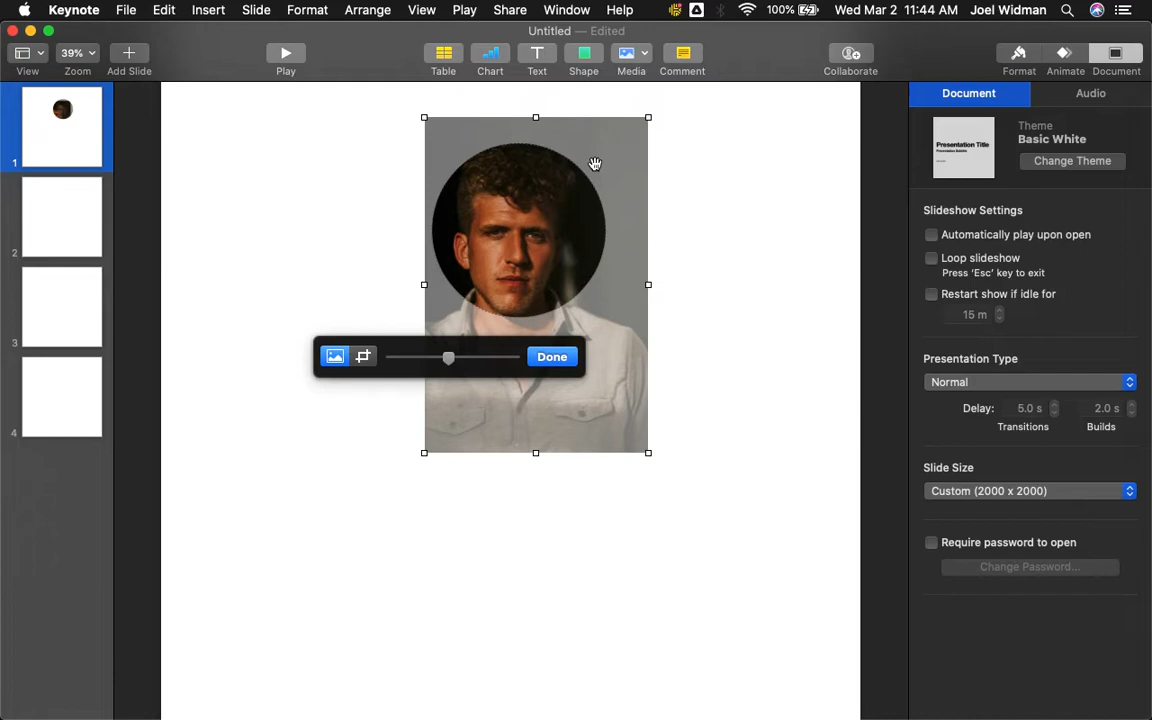 Keynote File Edit Insert Slide Format Arrange View Play Share Window Help 100% Wed Mar 2 11:44 AM Joel Widman
Untitled — Edited
39%
View Zoom Add Slide Play Table Chart Text Shape Media Comment Collaborate Format Animate Document
Document Audio
Theme
Basic White
Presentation Title
Change Theme
1
Slideshow Settings
Automatically play upon open
2
Loop slideshow
Press ‘Esc’ key to exit
Restart show if idle for
15 m
3
Done
Presentation Type
Normal
Delay: 5.0 s 2.0 s
Transitions Builds
4
Slide Size
Custom (2000 x 2000)
Require password to open
Change Password...